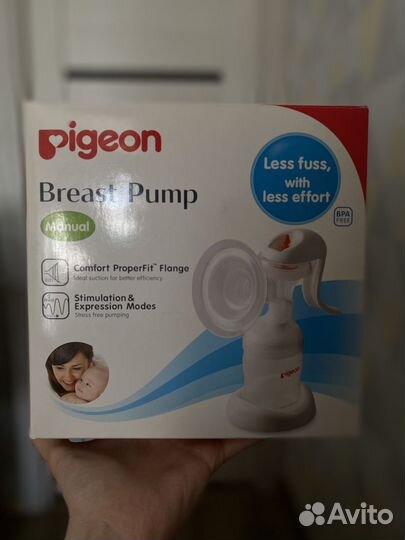 pigeon
Breast Pump
Manual
Less fuss,
with
less effort
BPA
FREE
Comfort ProperFit™ Flange
Ideal suction for better efficiency
Stimulation &
Expression Modes
Stress free pumping
pigeon
Avito